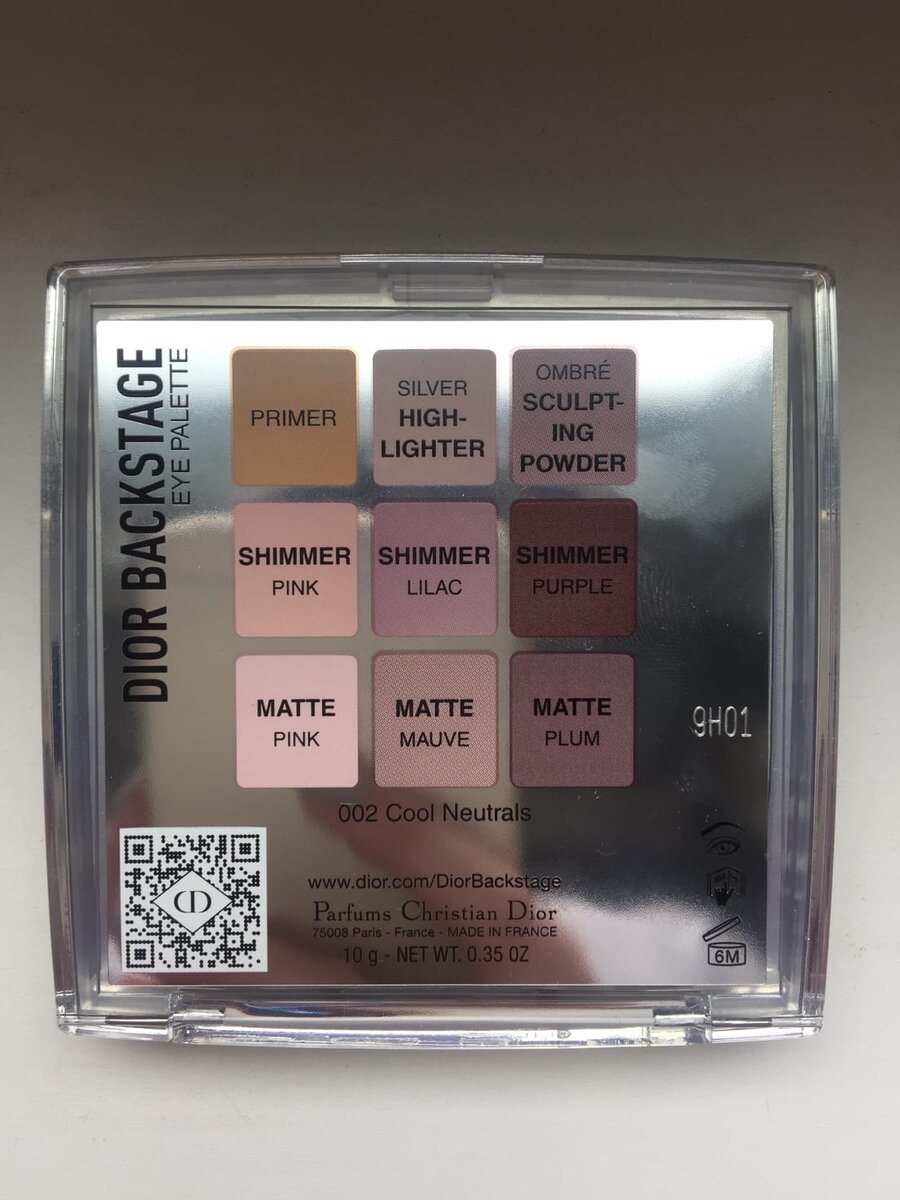 DIOR BACKSTAGE
EYE PALETTE
PRIMER
SILVER
HIGH-
LIGHTER
OMBRÉ
SCULPT-
ING
POWDER
SHIMMER
PINK
SHIMMER
LILAC
SHIMMER
PURPLE
MATTE
PINK
MATTE
MAUVE
MATTE
PLUM
9H01
002 Cool Neutrals
CD
www.dior.com/DiorBackstage
Parfums Christian Dior
75008 Paris - France - MADE IN FRANCE
10 g - NET WT. 0.35 OZ
6M